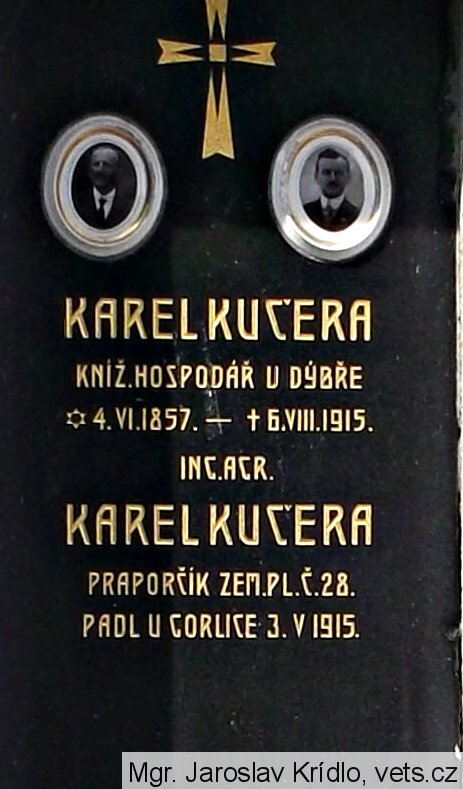 KAREL KUČERA
KNÍŽ. HOSPODÁŘ V DÝBŘE
✡ 4. VI. 1857. — † 6. VIII. 1915.
ING. AGR.
KAREL KUČERA
PRAPORČÍK ZEM. PL. Č. 28.
PADL U GORLICE 3. V 1915.
Mgr. Jaroslav Krídlo, vets.cz